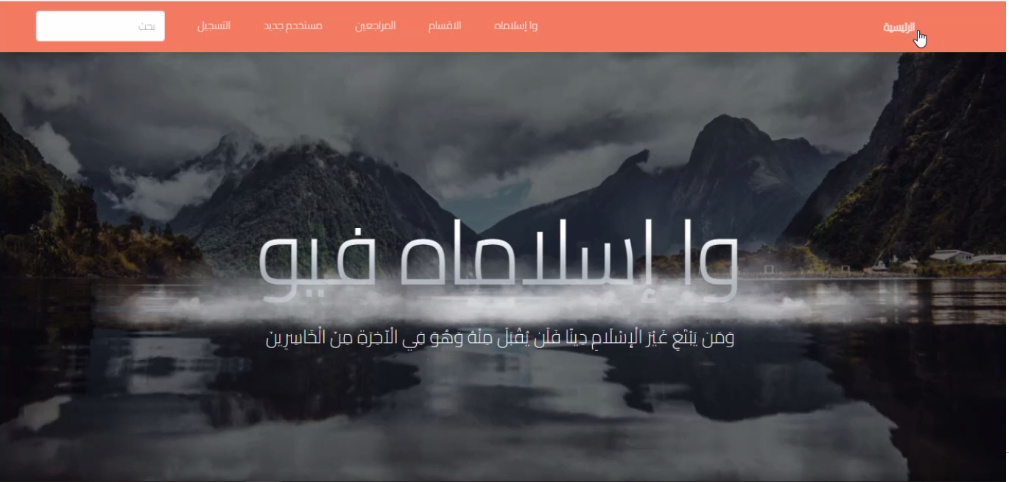 الرئيسية
وا إسلاماه
الاقسام
المراجعين
مستخدم جديد
التسجيل
بحث
وا إسلاماه فيو
وَمَن يَبْتَغِ غَيْرَ الْإِسْلَامِ دِينًا فَلَن يُقْبَلَ مِنْهُ وَهُوَ فِي الْآخِرَةِ مِنَ الْخَاسِرِينَ